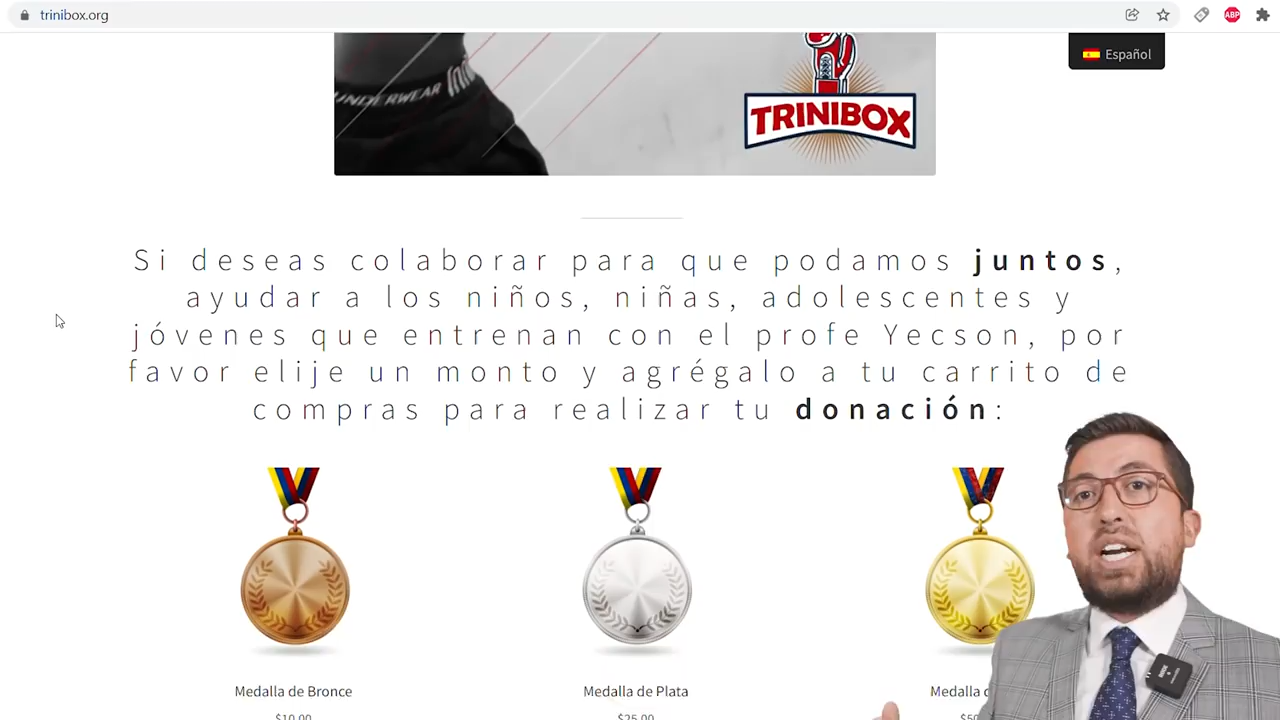 trinibox.org
ABP
Español
UNDERWEAR
TRINIBOX
Si deseas colaborar para que podamos juntos,
ayudar a los niños, niñas, adolescentes y
jóvenes que entrenan con el profe Yecson, por
favor elije un monto y agrégalo a tu carrito de
compras para realizar tu donación:
Medalla de Bronce
Medalla de Plata
Medalla
$10.00
$25.00